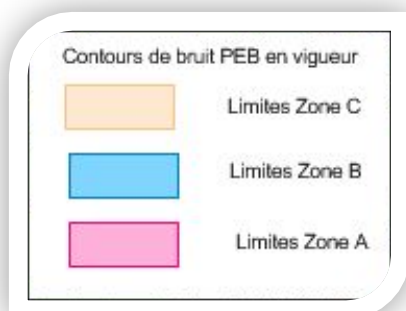 Contours de bruit PEB en vigueur
Limites Zone C
Limites Zone B
Limites Zone A